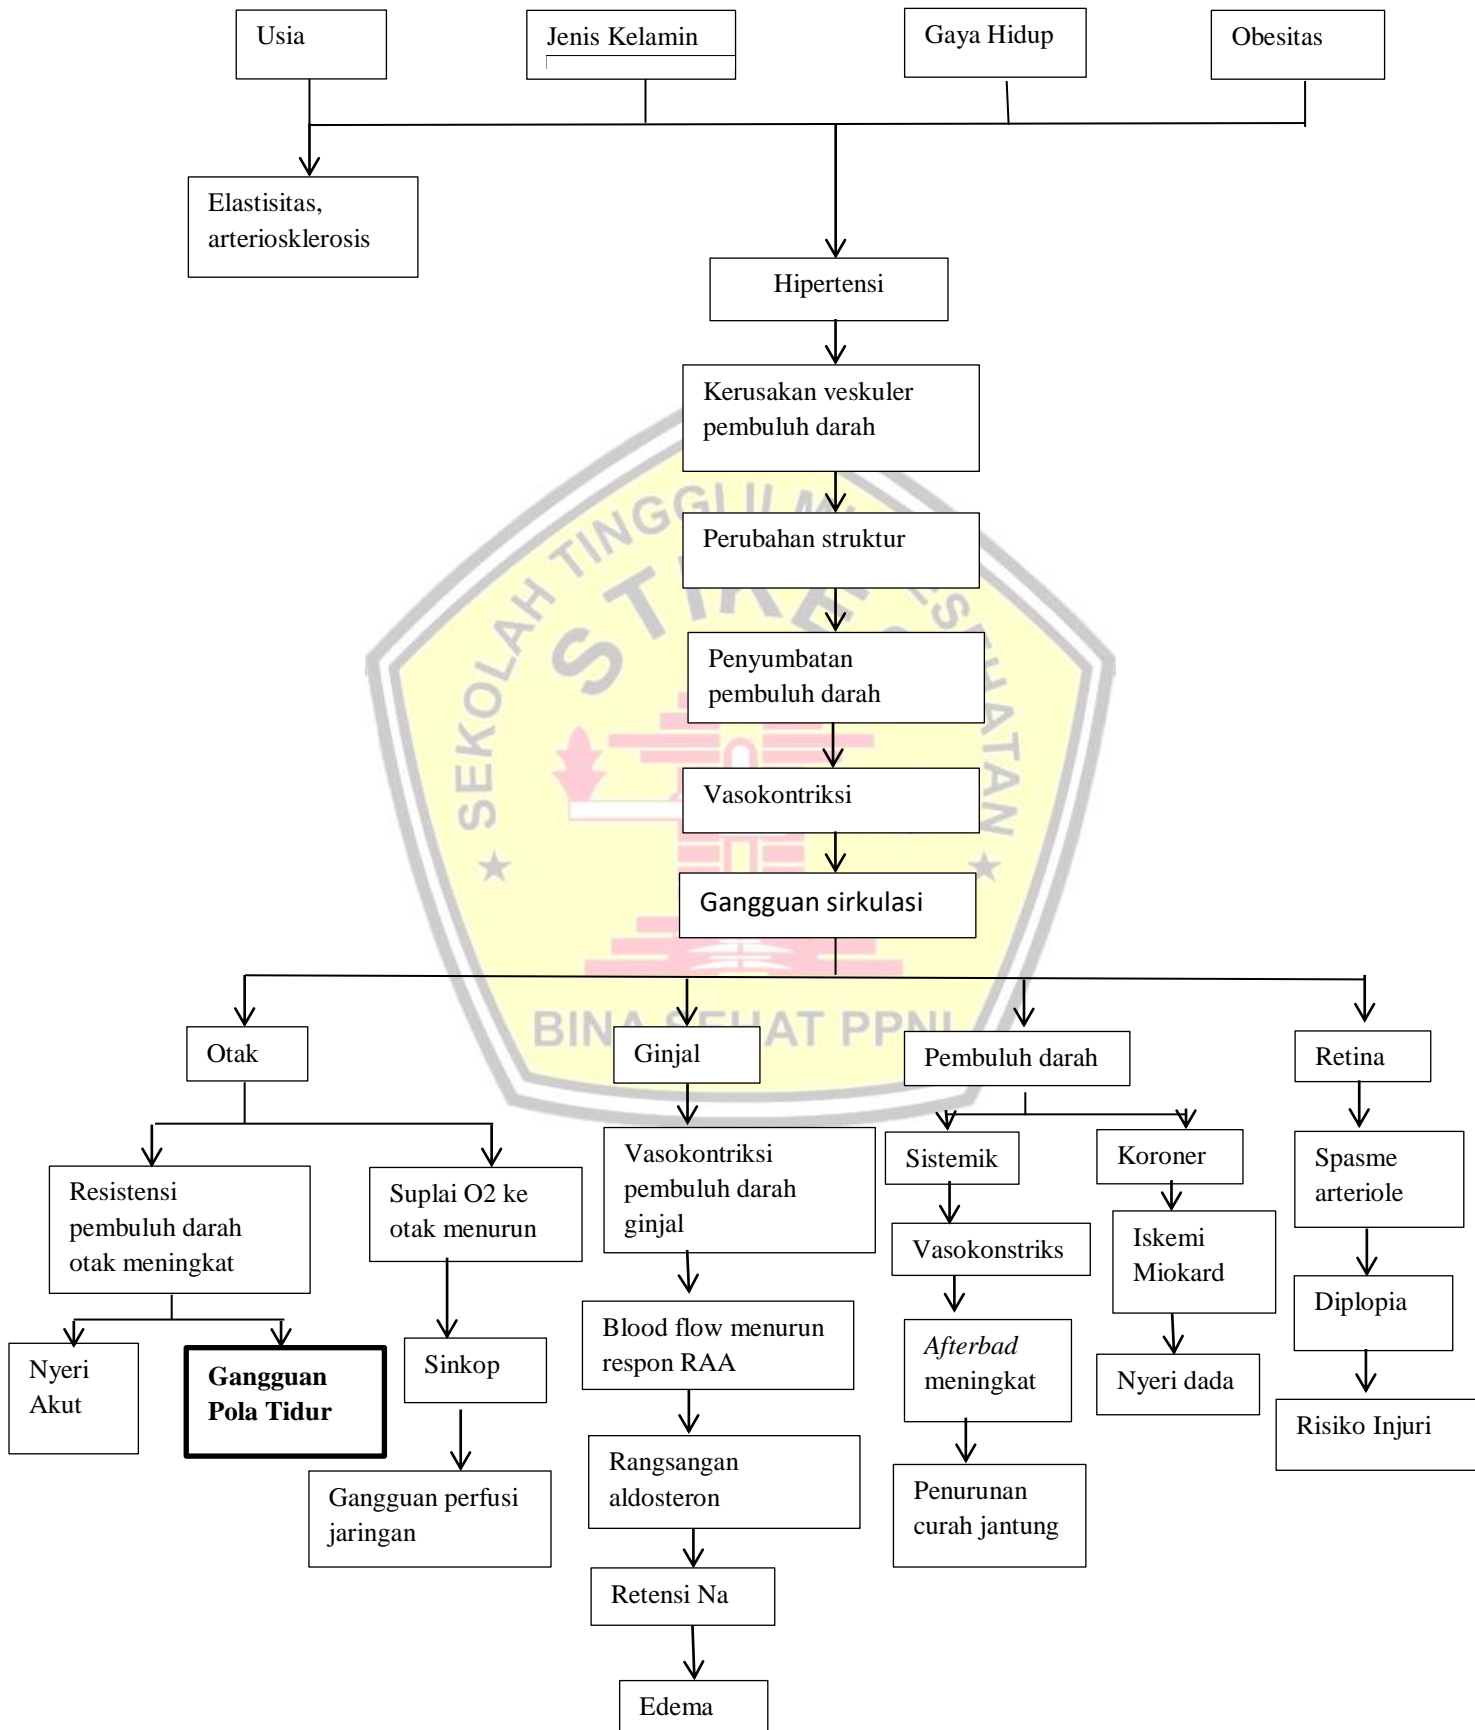 Usia
Jenis Kelamin
Gaya Hidup
Obesitas
Elastisitas,
arteriosklerosis
Hipertensi
Kerusakan veskuler
pembuluh darah
Perubahan struktur
Penyumbatan
pembuluh darah
Vasokontriksi
Gangguan sirkulasi
SEKOLAH TINGGI ILMU KESEHATAN
STIKES
BINA SEHAT PPNI
Otak
Ginjal
Pembuluh darah
Retina
Resistensi
pembuluh darah
otak meningkat
Suplai O2 ke
otak menurun
Vasokontriksi
pembuluh darah
ginjal
Sistemik
Koroner
Spasme
arteriole
Vasokonstriks
Iskemi
Miokard
Diplopia
Nyeri
Akut
Gangguan
Pola Tidur
Sinkop
Blood flow menurun
respon RAA
Afterbad
meningkat
Nyeri dada
Risiko Injuri
Gangguan perfusi
jaringan
Rangsangan
aldosteron
Penurunan
curah jantung
Retensi Na
Edema